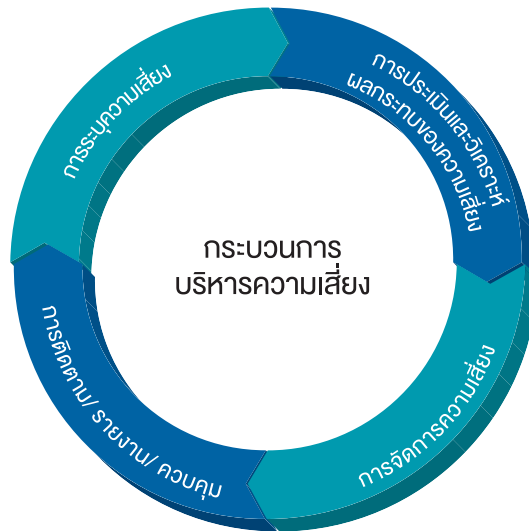 การระบุความเสี่ยง
การประเมินและวิเคราะห์
ผลกระทบของความเสี่ยง
กระบวนการ
บริหารความเสี่ยง
การจัดการความเสี่ยง
การติดตาม/ รายงาน/ ควบคุม